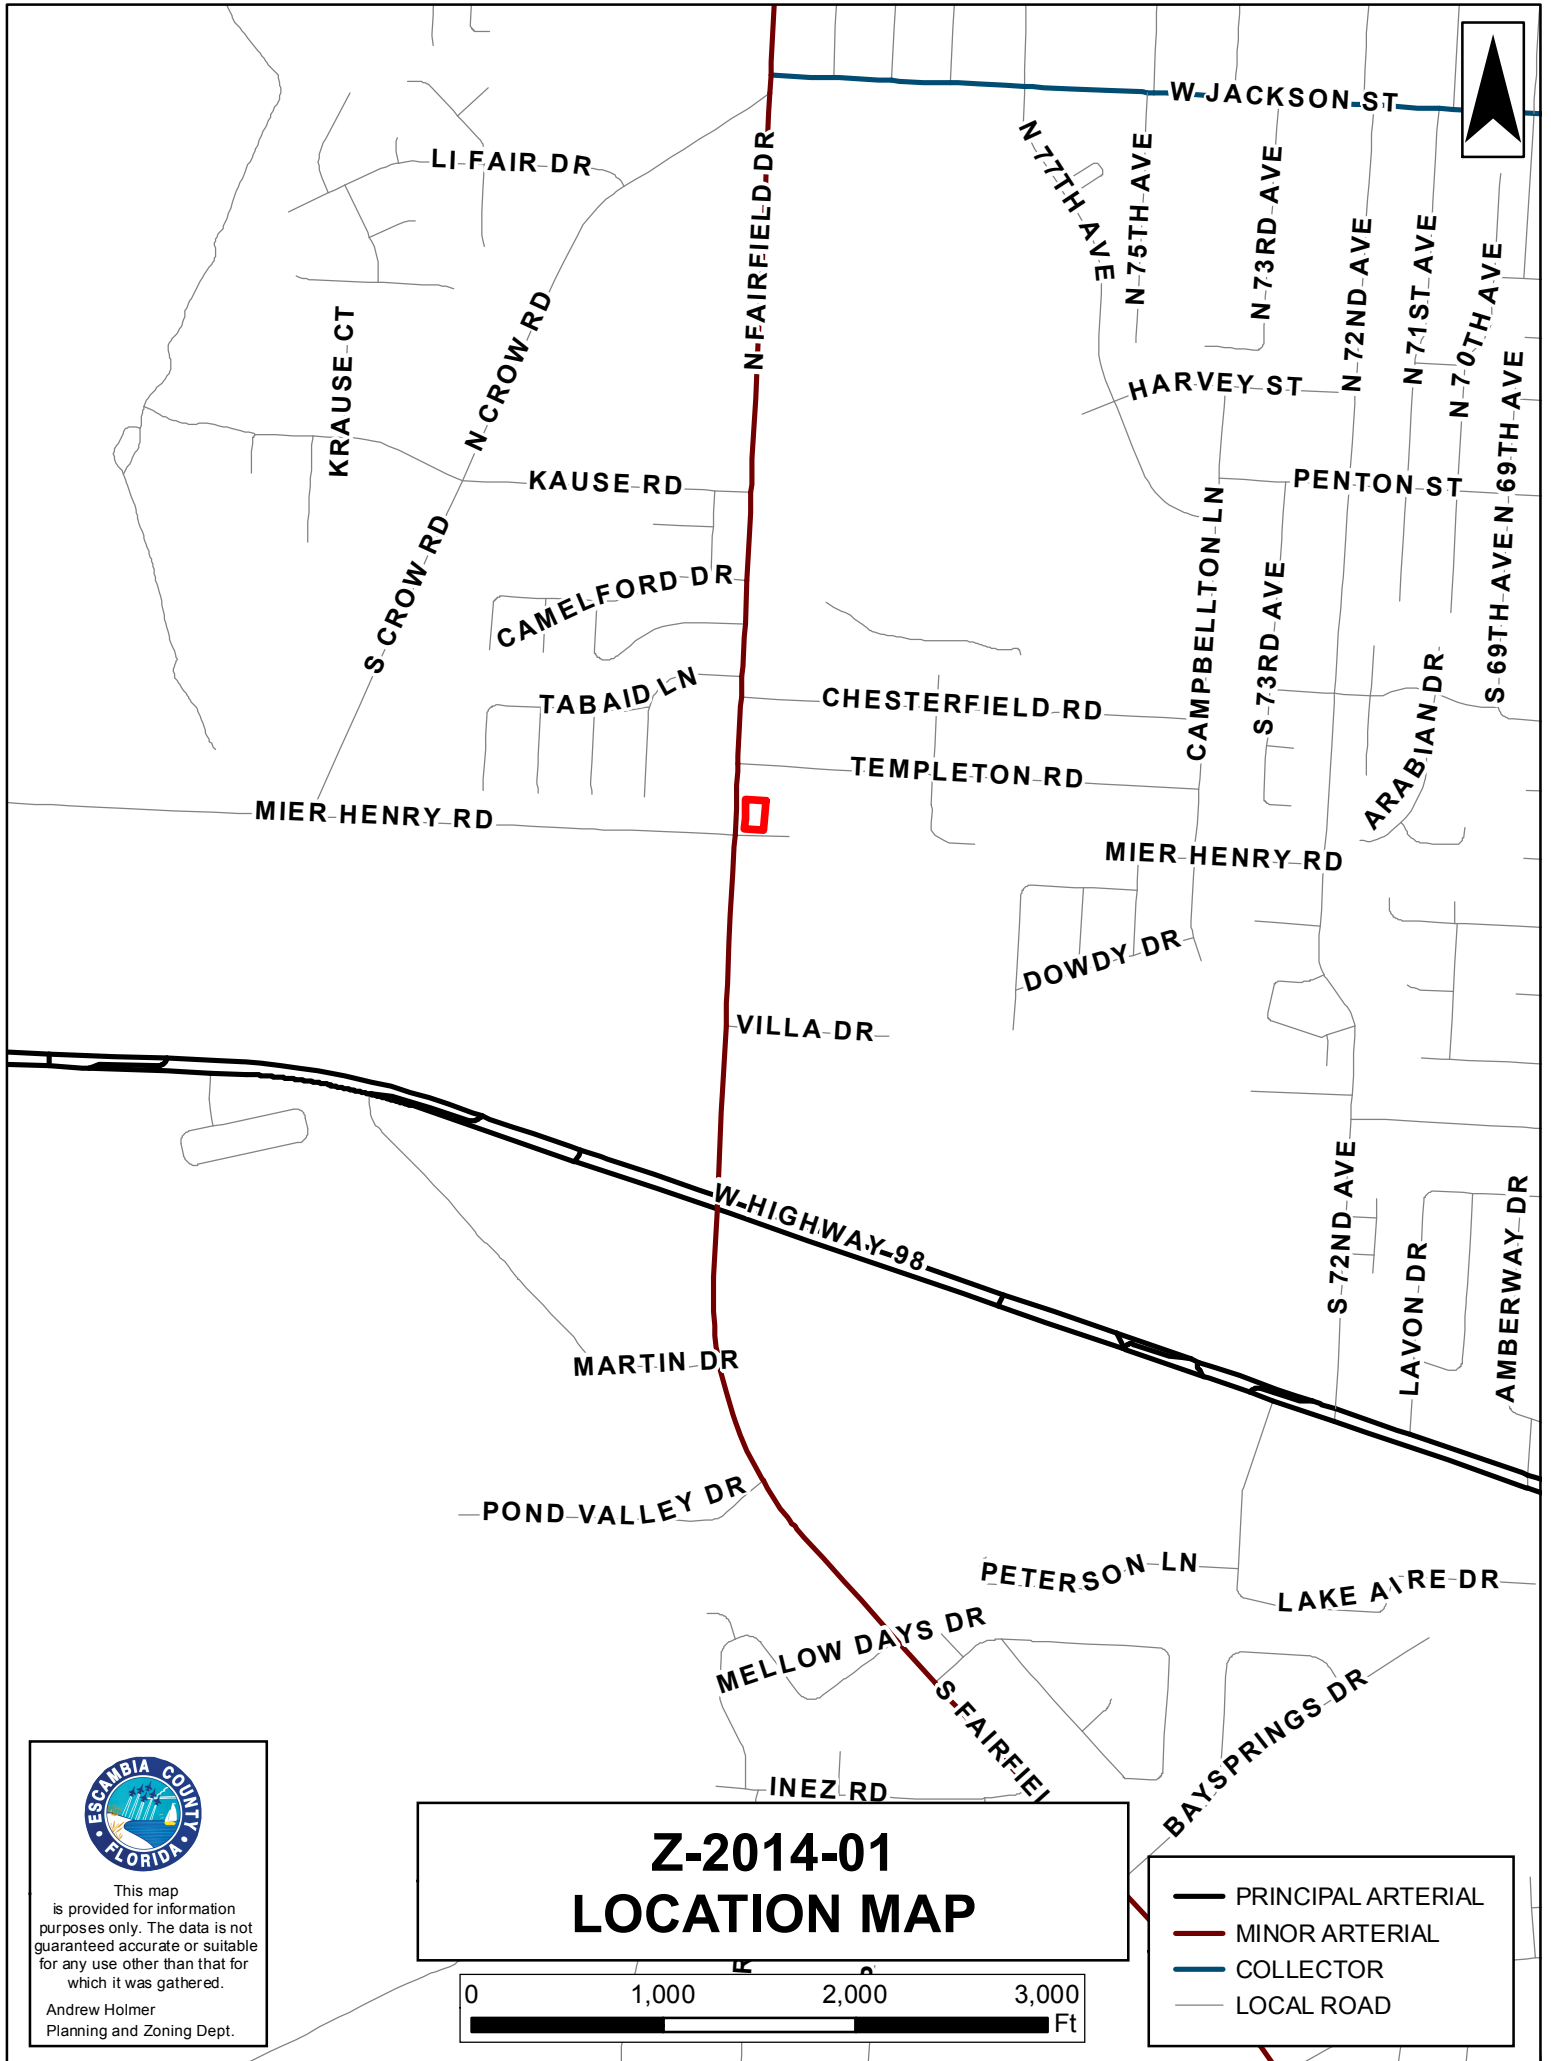 W JACKSON ST
N FAIRFIELD DR
LI FAIR DR
N 77TH AVE
N 75TH AVE
N 73RD AVE
N 72ND AVE
N 71ST AVE
N 70TH AVE
N 69TH AVE
KRAUSE CT
N CROW RD
HARVEY ST
KAUSE RD
PENTON ST
S CROW RD
CAMELFORD DR
CAMPBELLTON LN
S 73RD AVE
S 69TH AVE
TABAID LN
CHESTERFIELD RD
ARABIAN DR
TEMPLETON RD
MIER HENRY RD
MIER HENRY RD
DOWDY DR
VILLA DR
W HIGHWAY 98
S 72ND AVE
LAVON DR
AMBERWAY DR
MARTIN DR
POND VALLEY DR
PETERSON LN
LAKE AIRE DR
MELLOW DAYS DR
S FAIRFIEL
BAYSPRINGS DR
INEZ RD
ESCAMBIA COUNTY
FLORIDA
This map
is provided for information
purposes only. The data is not
guaranteed accurate or suitable
for any use other than that for
which it was gathered.
Andrew Holmer
Planning and Zoning Dept.
Z-2014-01
LOCATION MAP
R
0 1,000 2,000 3,000
Ft
PRINCIPAL ARTERIAL
MINOR ARTERIAL
COLLECTOR
LOCAL ROAD